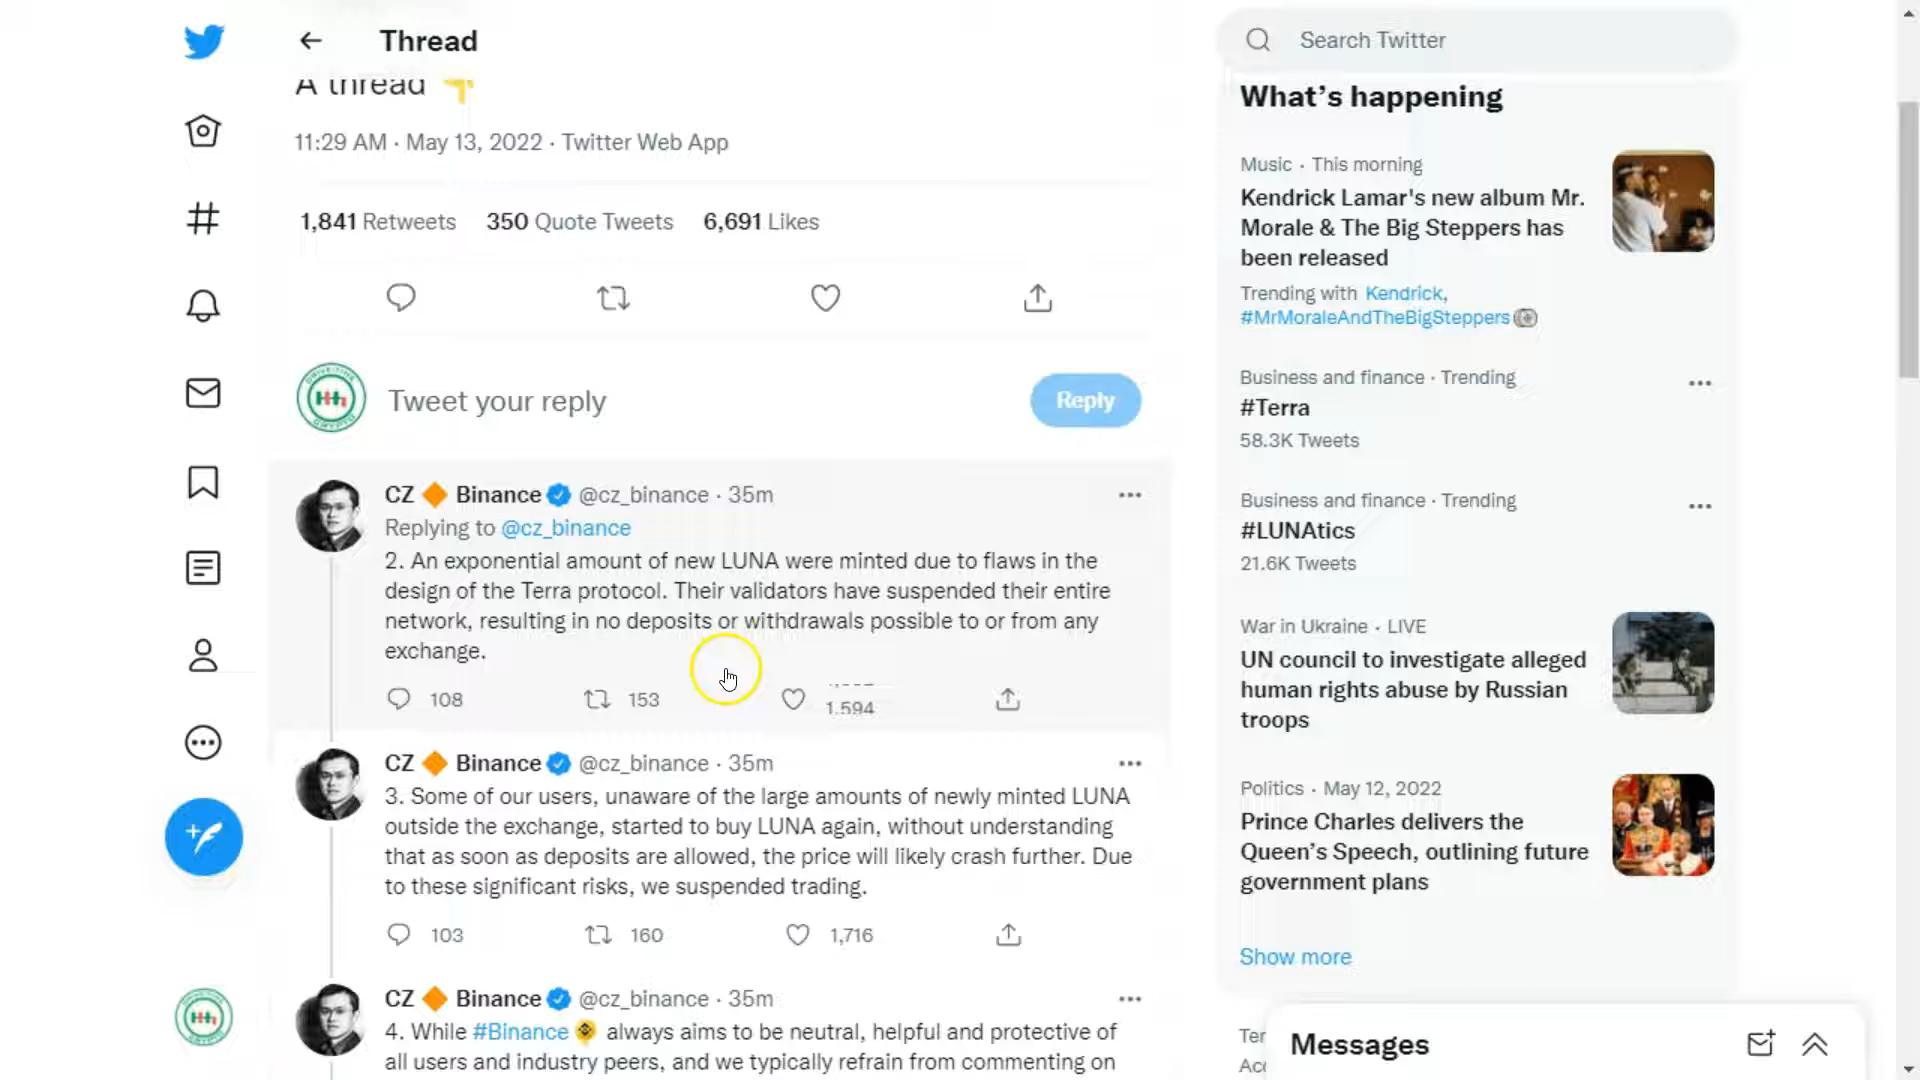 Thread
Search Twitter
A thread
11:29 AM · May 13, 2022 · Twitter Web App
1,841 Retweets 350 Quote Tweets 6,691 Likes
Tweet your reply
Reply
CZ 🔶 Binance @cz_binance · 35m
Replying to @cz_binance
2. An exponential amount of new LUNA were minted due to flaws in the
design of the Terra protocol. Their validators have suspended their entire
network, resulting in no deposits or withdrawals possible to or from any
exchange.
108 153 1,594
CZ 🔶 Binance @cz_binance · 35m
3. Some of our users, unaware of the large amounts of newly minted LUNA
outside the exchange, started to buy LUNA again, without understanding
that as soon as deposits are allowed, the price will likely crash further. Due
to these significant risks, we suspended trading.
103 160 1,716
CZ 🔶 Binance @cz_binance · 35m
4. While #Binance always aims to be neutral, helpful and protective of
all users and industry peers, and we typically refrain from commenting on
What's happening
Music · This morning
Kendrick Lamar's new album Mr.
Morale & The Big Steppers has
been released
Trending with Kendrick,
#MrMoraleAndTheBigSteppers
Business and finance · Trending
#Terra
58.3K Tweets
Business and finance · Trending
#LUNAtics
21.6K Tweets
War in Ukraine · LIVE
UN council to investigate alleged
human rights abuse by Russian
troops
Politics · May 12, 2022
Prince Charles delivers the
Queen's Speech, outlining future
government plans
Show more
Messages